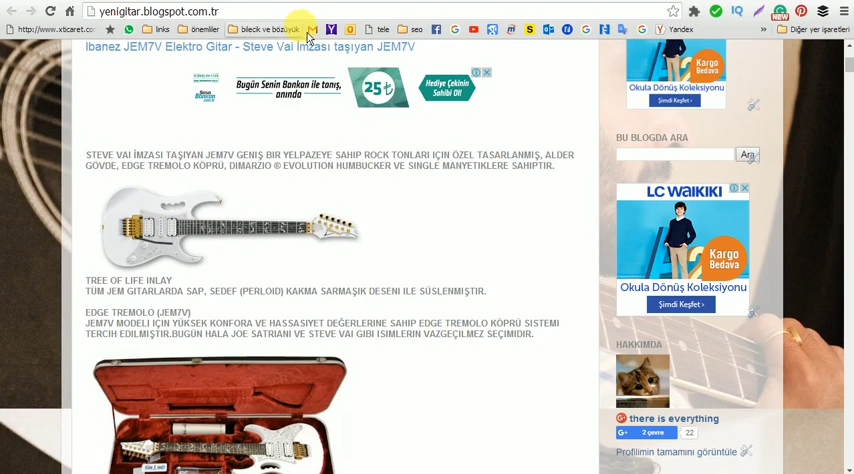 yenigitar.blogspot.com.tr
http://www.xticaret.co...
links
önemliler
bilecik ve bözüyük
tele
seo
Yandex
Diğer yer işaretleri
Ibanez JEM7V Elektro Gitar - Steve Vai İmzası taşıyan JEM7V
Bugün Senin Bankan ile tanış,
anında
25₺
Hediye Çekinin
Sahibi Ol!
STEVE VAI İMZASI TAŞIYAN JEM7V GENIŞ BIR YELPAZEYE SAHIP ROCK TONLARI IÇIN ÖZEL TASARLANMIŞ, ALDER
GÖVDE, EDGE TREMOLO KÖPRÜ, DIMARZIO ® EVOLUTION HUMBUCKER VE SINGLE MANYETIKLERE SAHIPTIR.
TREE OF LIFE INLAY
TÜM JEM GITARLARDA SAP, SEDEF (PERLOID) KAKMA SARMAŞIK DESENI ILE SÜSLENMIŞTIR.
EDGE TREMOLO (JEM7V)
JEM7V MODELI IÇIN YÜKSEK KONFORA VE HASSASIYET DEĞERLERINE SAHIP EDGE TREMOLO KÖPRÜ SISTEMI
TERCIH EDILMIŞTIR.BUGÜN HALA JOE SATRIANI VE STEVE VAI GIBI ISIMLERIN VAZGEÇILMEZ SEÇIMIDIR.
Kargo
Bedava
Okula Dönüş Koleksiyonu
Şimdi Keşfet ›
BU BLOGDA ARA
Ara
LC WAIKIKI
Kargo
Bedava
Okula Dönüş Koleksiyonu
Şimdi Keşfet ›
HAKKIMDA
there is everything
G+ 2 çevre
22
Profilimin tamamını görüntüle